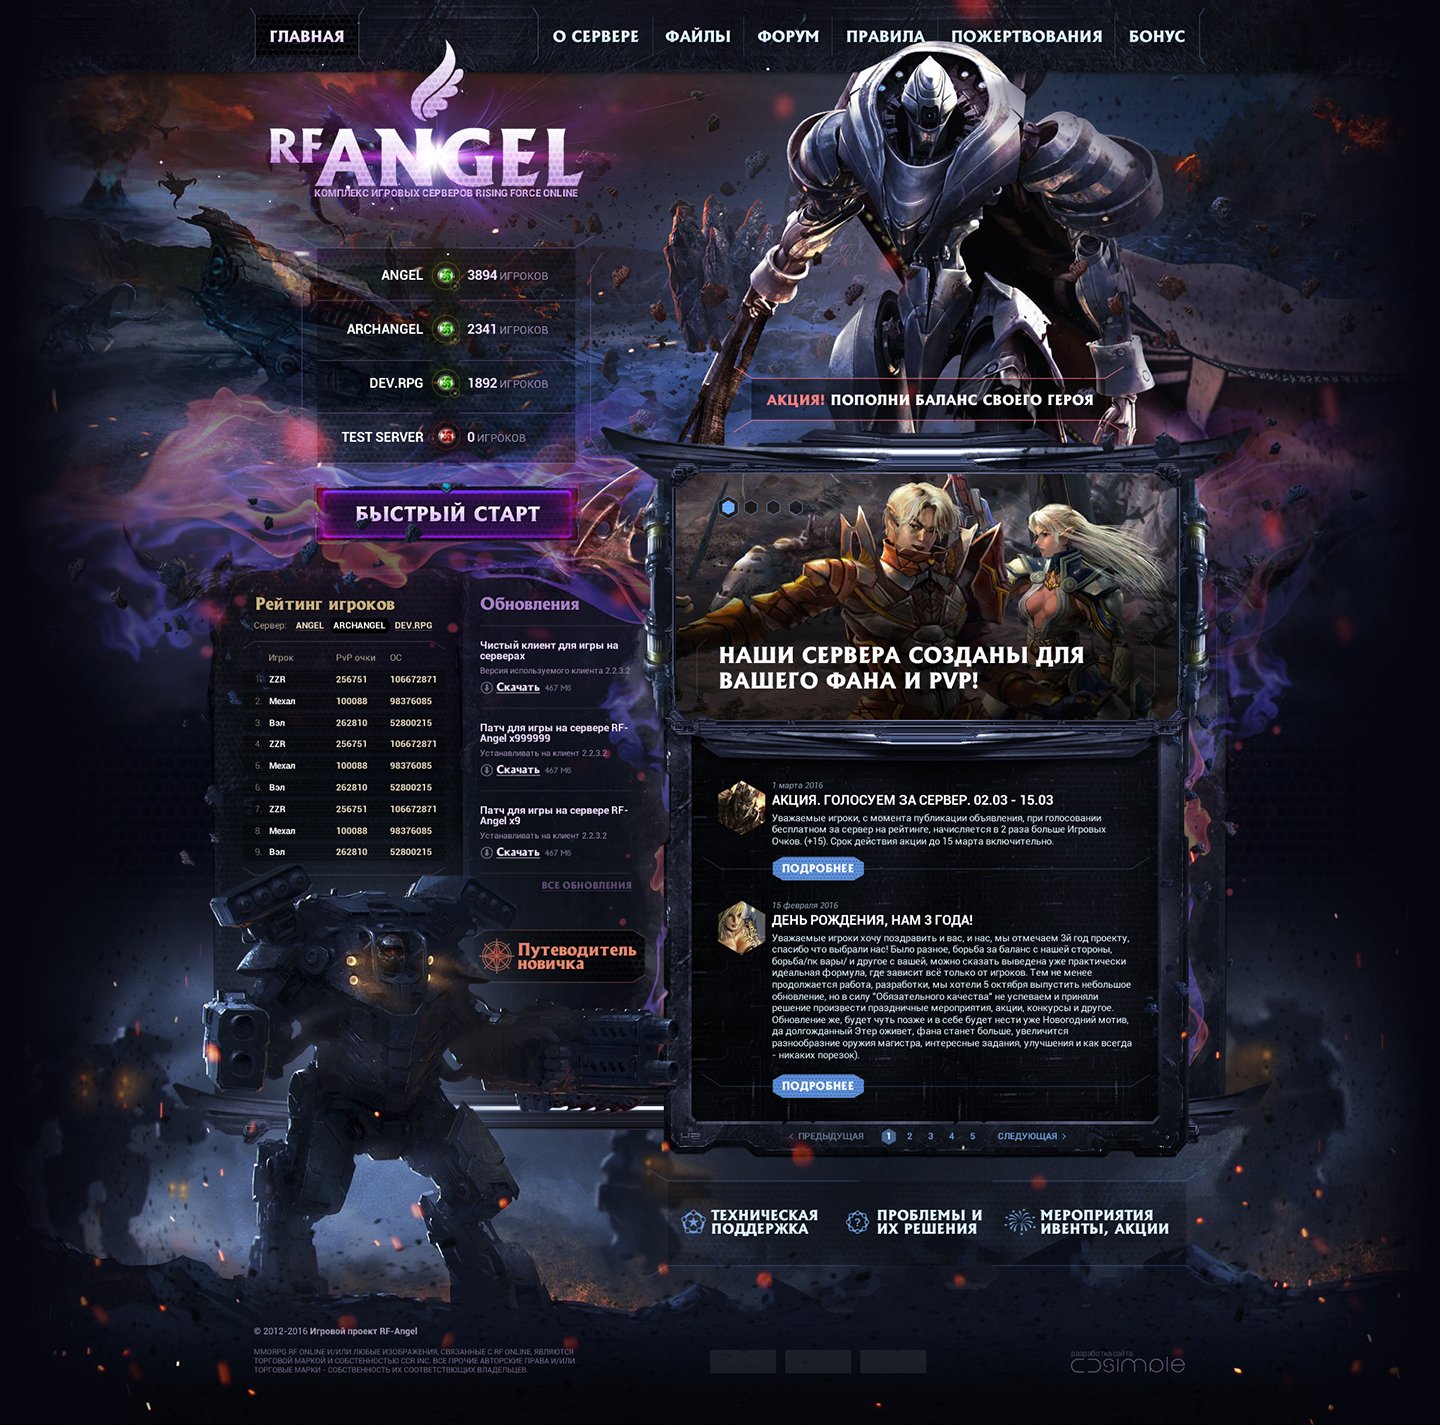 ГЛАВНАЯ
О СЕРВЕРЕ
ФАЙЛЫ
ФОРУМ
ПРАВИЛА
ПОЖЕРТВОВАНИЯ
БОНУС
RF ANGEL
КОМПЛЕКС ИГРОВЫХ СЕРВЕРОВ RISING FORCE ONLINE
ANGEL 3894 ИГРОКОВ
ARCHANGEL 2341 ИГРОКОВ
DEV.RPG 1892 ИГРОКОВ
TEST SERVER 0 ИГРОКОВ
БЫСТРЫЙ СТАРТ
АКЦИЯ! ПОПОЛНИ БАЛАНС СВОЕГО ГЕРОЯ
НАШИ СЕРВЕРА СОЗДАНЫ ДЛЯ
ВАШЕГО ФАНА И PVP!
Рейтинг игроков
Сервер: ANGEL ARCHANGEL DEV.RPG
Игрок PvP очки ОС
1. ZZR 256751 106672871
2. Мехал 100088 98376085
3. Вэл 262810 52800215
4. ZZR 256751 106672871
5. Мехал 100088 98376085
6. Вэл 262810 52800215
7. ZZR 256751 106672871
8. Мехал 100088 98376085
9. Вэл 262810 52800215
Обновления
Чистый клиент для игры на
серверах
Версия используемого клиента 2.2.3.2
Скачать 467 Мб
Патч для игры на сервере RF-
Angel x999999
Устанавливать на клиент 2.2.3.2
Скачать 467 Мб
Патч для игры на сервере RF-
Angel x9
Устанавливать на клиент 2.2.3.2
Скачать 467 Мб
ВСЕ ОБНОВЛЕНИЯ
Путеводитель
новичка
1 марта 2016
АКЦИЯ. ГОЛОСУЕМ ЗА СЕРВЕР. 02.03 - 15.03
Уважаемые игроки, с момента публикации объявления, при голосовании
бесплатном за сервер на рейтинге, начисляется в 2 раза больше Игровых
Очков. (+15). Срок действия акции до 15 марта включительно.
ПОДРОБНЕЕ
15 февраля 2016
ДЕНЬ РОЖДЕНИЯ, НАМ 3 ГОДА!
Уважаемые игроки хочу поздравить и вас, и нас, мы отмечаем 3й год проекту,
спасибо что выбрали нас! Было разное, борьба за баланс с нашей стороны,
борьба/пк вары/ и другое с вашей, можно сказать выведена уже практически
идеальная формула, где зависит всё только от игроков. Тем не менее
продолжается работа, разработки, мы хотели 5 октября выпустить небольшое
обновление, но в силу "Обязательного качества" не успеваем и приняли
решение произвести праздничные мероприятия, акции, конкурсы и другое.
Обновление же, будет чуть позже и в себе будет нести уже Новогодний мотив,
да долгожданный Этер оживет, фана станет больше, увеличится
разнообразние оружия магистра, интересные задания, улучшения и как всегда
- никаких порезок).
ПОДРОБНЕЕ
< ПРЕДЫДУЩАЯ 1 2 3 4 5 СЛЕДУЮЩАЯ >
ТЕХНИЧЕСКАЯ
ПОДДЕРЖКА
ПРОБЛЕМЫ И
ИХ РЕШЕНИЯ
МЕРОПРИЯТИЯ
ИВЕНТЫ, АКЦИИ
© 2012-2016 Игровой проект RF-Angel
MMORPG RF ONLINE И/ИЛИ ЛЮБЫЕ ИЗОБРАЖЕНИЯ, СВЯЗАННЫЕ С RF ONLINE, ЯВЛЯЮТСЯ
ТОРГОВОЙ МАРКОЙ И СОБСТЕННОСТЬЮ CCR INC. ВСЕ ПРОЧИЕ АВТОРСКИЕ ПРАВА И/ИЛИ
ТОРГОВЫЕ МАРКИ - СОБСТВЕННОСТЬ ИХ СООТВЕТСТВУЮЩИХ ВЛАДЕЛЬЦЕВ.
разработка сайта
simple